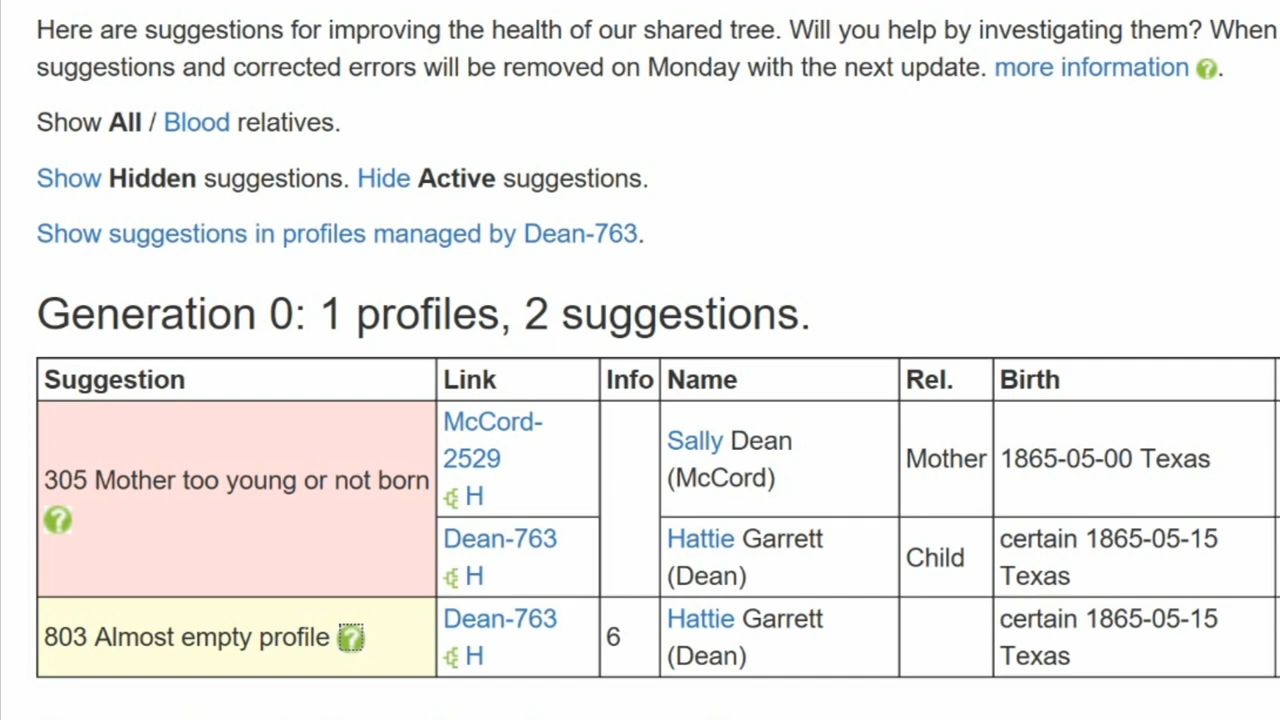 Here are suggestions for improving the health of our shared tree. Will you help by investigating them? When
suggestions and corrected errors will be removed on Monday with the next update. more information ?.
Show All / Blood relatives.
Show Hidden suggestions. Hide Active suggestions.
Show suggestions in profiles managed by Dean-763.
Generation 0: 1 profiles, 2 suggestions.
Suggestion Link Info Name Rel. Birth
305 Mother too young or not born ?
McCord-
2529
H
Sally Dean
(McCord)
Mother
1865-05-00 Texas
Dean-763
H
Hattie Garrett
(Dean)
Child
certain 1865-05-15
Texas
803 Almost empty profile ?
Dean-763
H
6
Hattie Garrett
(Dean)
certain 1865-05-15
Texas